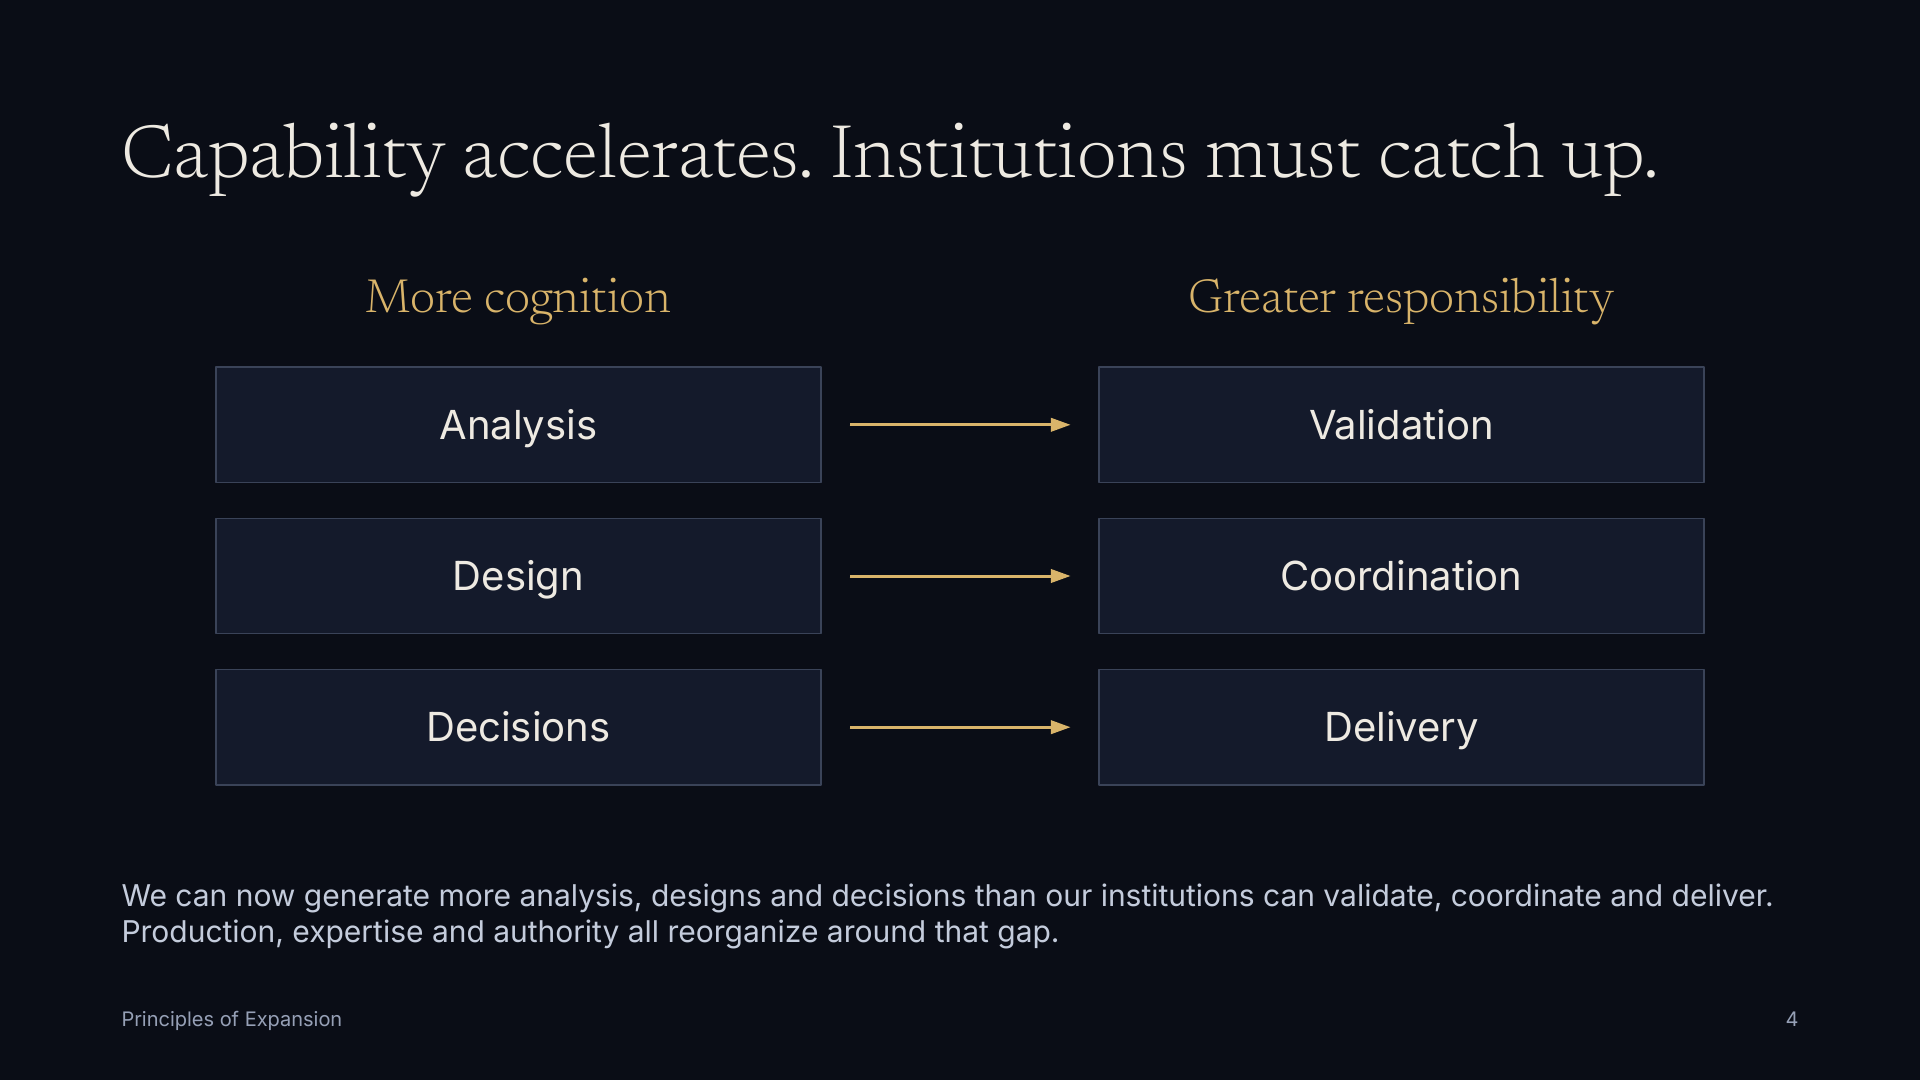 Capability accelerates. Institutions must catch up.
More cognition
Greater responsibility
Analysis
Validation
Design
Coordination
Decisions
Delivery
We can now generate more analysis, designs and decisions than our institutions can validate, coordinate and deliver.
Production, expertise and authority all reorganize around that gap.
Principles of Expansion
4